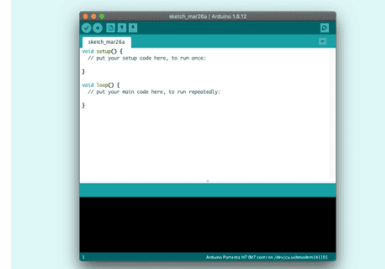 sketch_mar26a | Arduino 1.8.12
sketch_mar26a
void setup() {
// put your setup code here, to run once:
}
void loop() {
// put your main code here, to run repeatedly:
}
1
Arduino Portenta H7 (M7 core) on